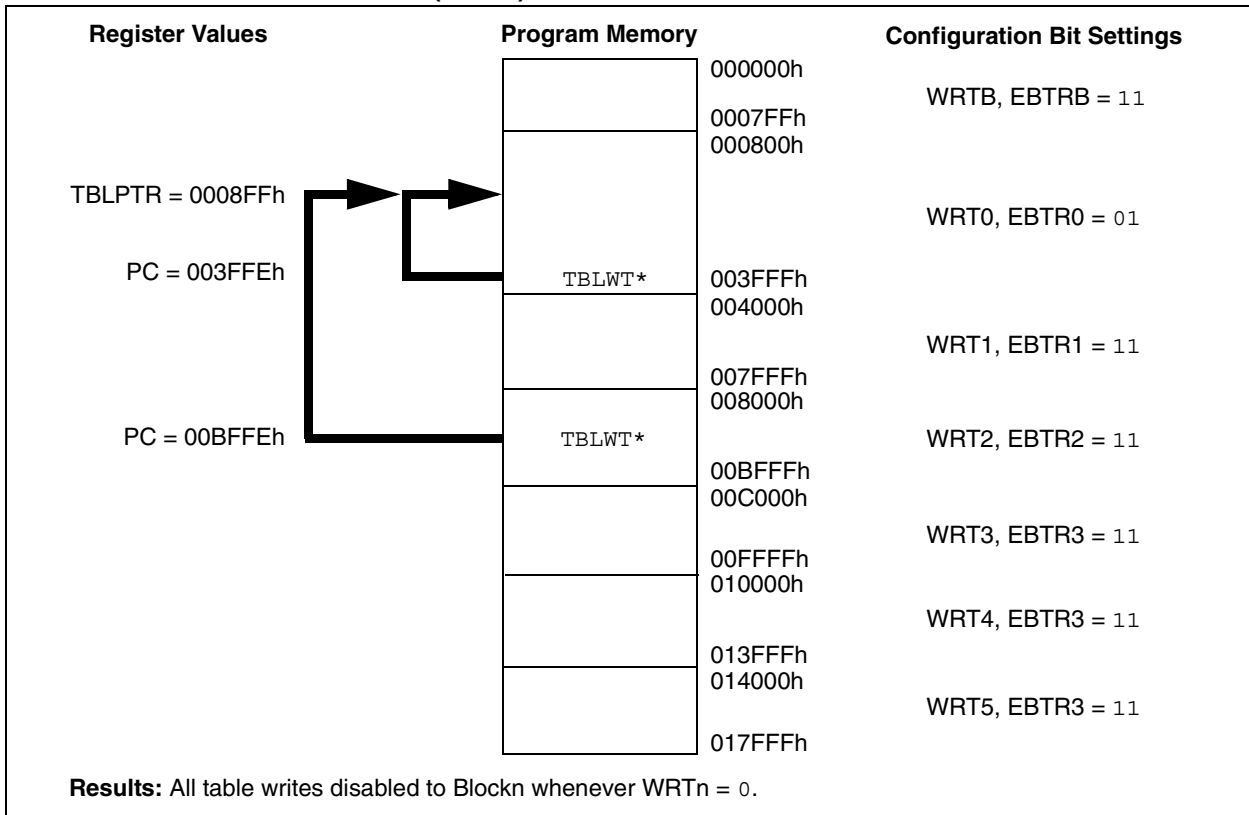 Register Values Program Memory Configuration Bit Settings
000000h
WRTB, EBTRB = 11
0007FFh
000800h
TBLPTR = 0008FFh
WRT0, EBTR0 = 01
PC = 003FFEh TBLWT* 003FFFh
004000h
WRT1, EBTR1 = 11
007FFFh
008000h
PC = 00BFFEh TBLWT* WRT2, EBTR2 = 11
00BFFFh
00C000h
WRT3, EBTR3 = 11
00FFFFh
010000h
WRT4, EBTR3 = 11
013FFFh
014000h
WRT5, EBTR3 = 11
017FFFh
Results: All table writes disabled to Blockn whenever WRTn = 0.